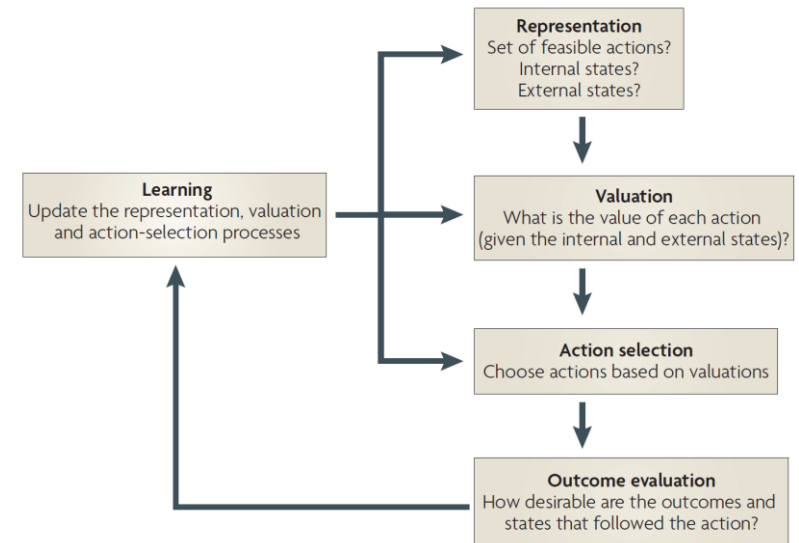 Representation
Set of feasible actions?
Internal states?
External states?
Learning
Update the representation, valuation
and action-selection processes
Valuation
What is the value of each action
(given the internal and external states)?
Action selection
Choose actions based on valuations
Outcome evaluation
How desirable are the outcomes and
states that followed the action?